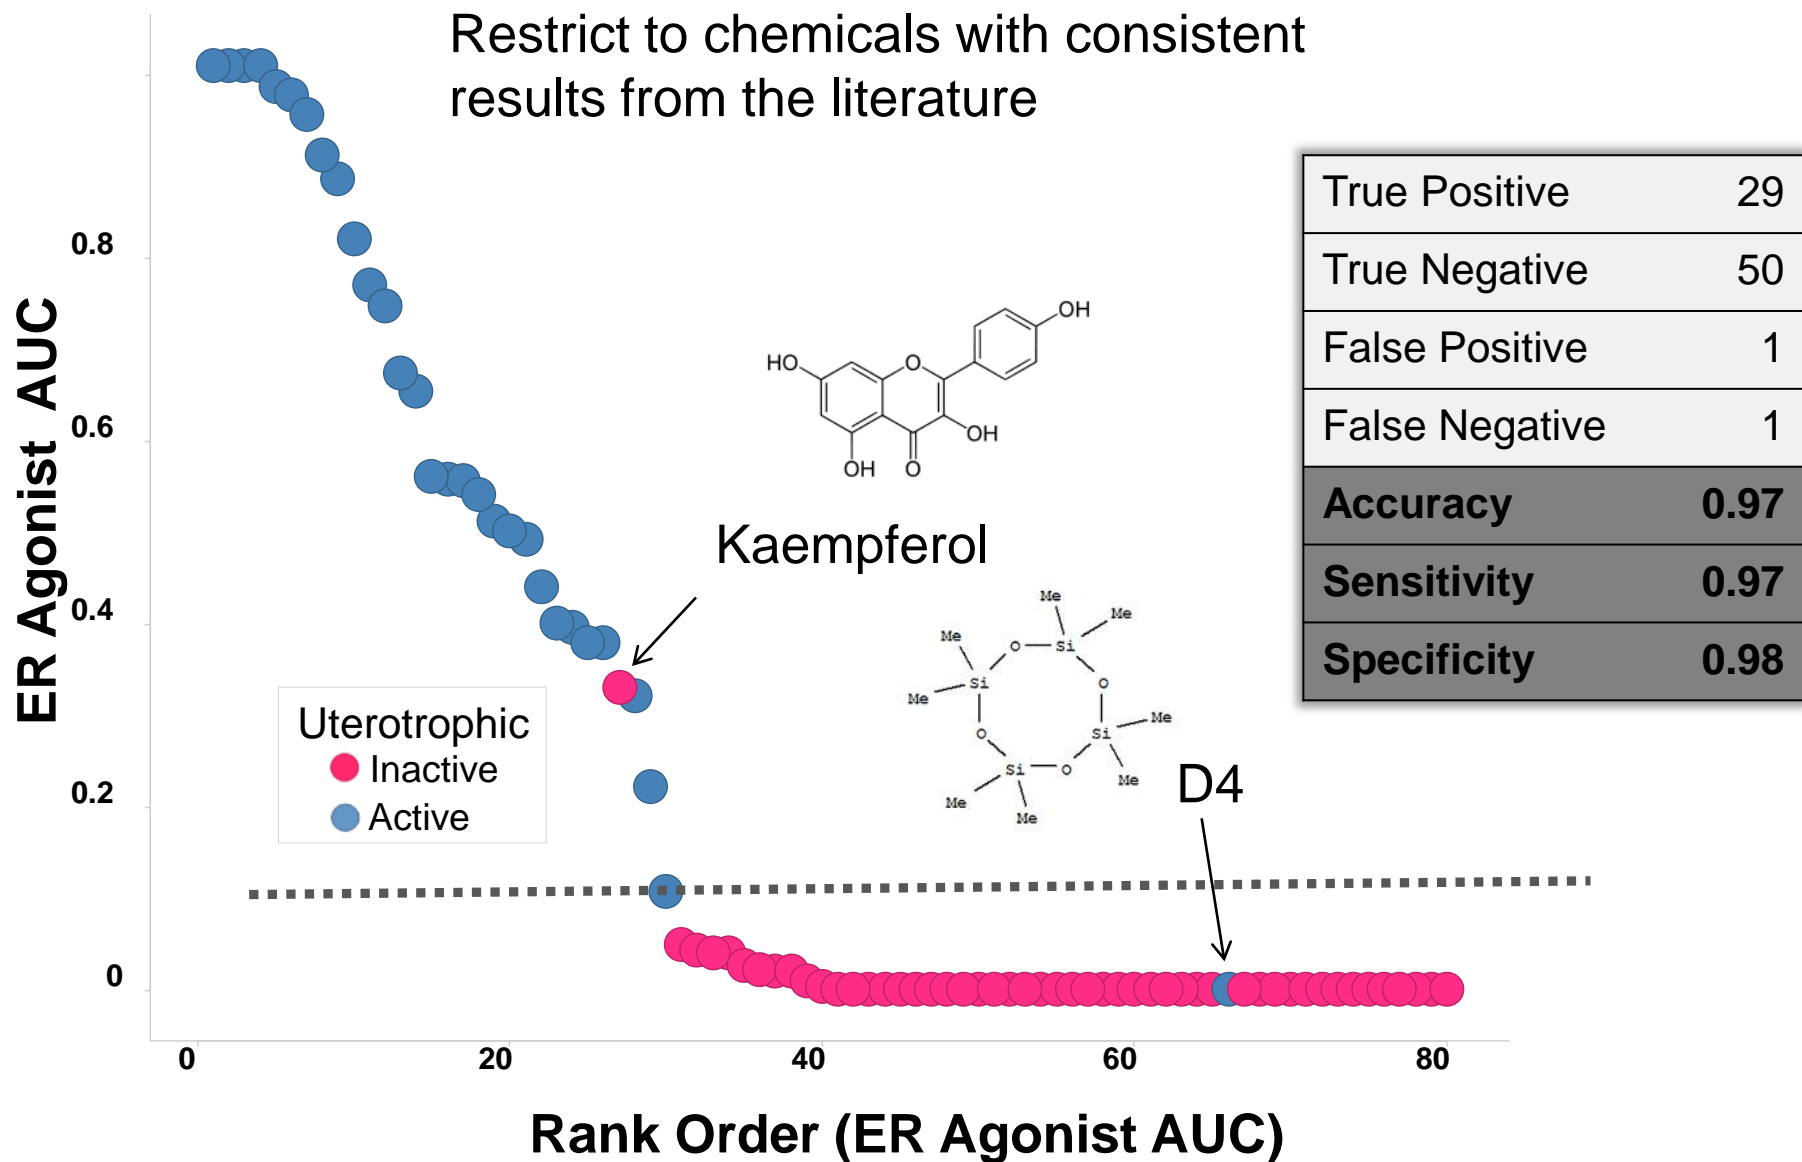 Restrict to chemicals with consistent
results from the literature
ER Agonist AUC
0.8
0.6
0.4
0.2
0
0
20
40
60
80
Rank Order (ER Agonist AUC)
Uterotrophic
Inactive
Active
HO
O
OH
OH
OH
O
Kaempferol
Me
Me
Me
Me
O
Si
Si
O
O
Si
Me
Si
O
Me
Me
Me
D4
True Positive 29
True Negative 50
False Positive 1
False Negative 1
Accuracy 0.97
Sensitivity 0.97
Specificity 0.98